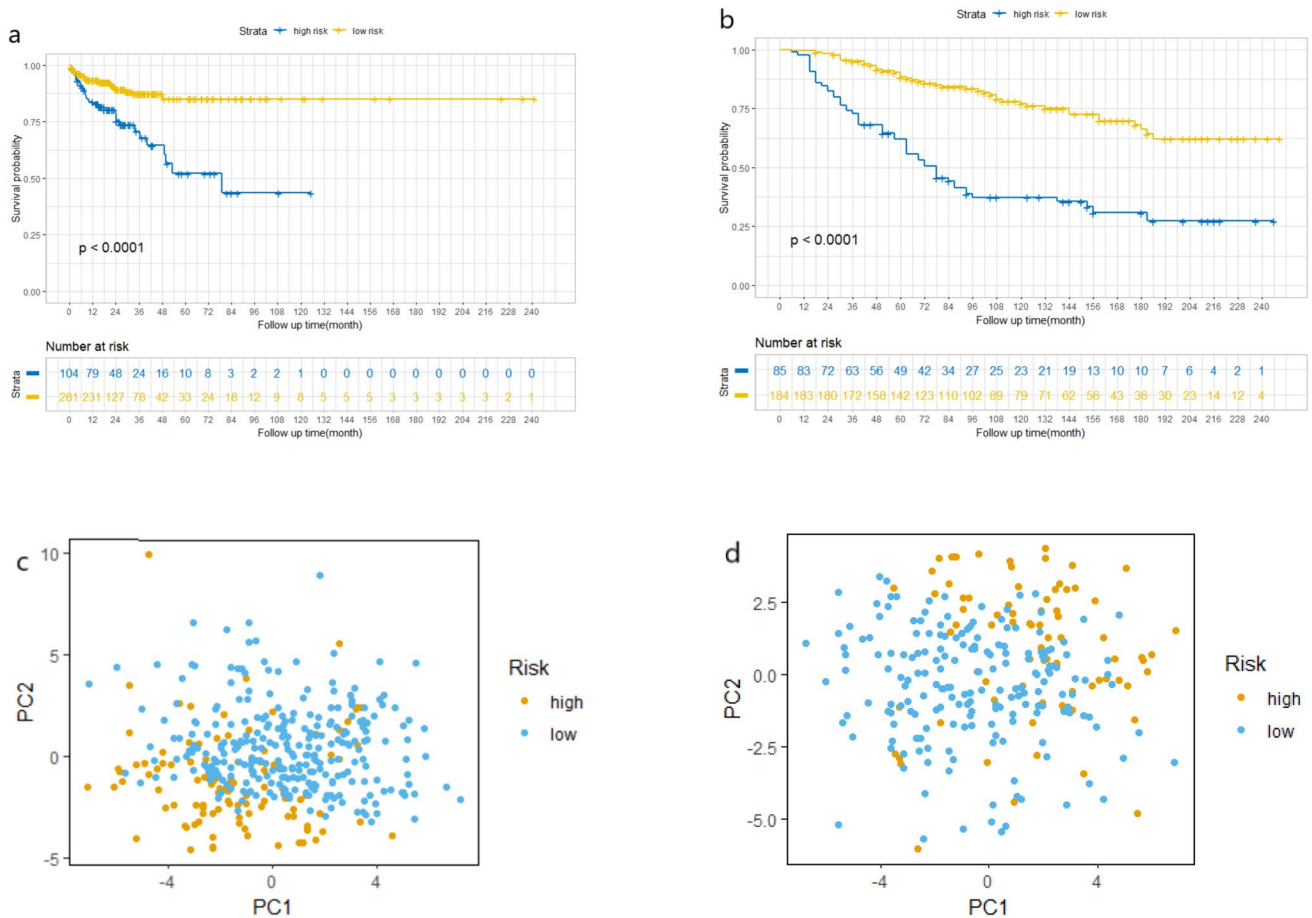 a
Strata high risk low risk
Survival probability
1.00
0.75
0.50
0.25
0.00
p < 0.0001
0 12 24 36 48 60 72 84 96 108 120 132 144 156 168 180 192 204 216 228 240
Follow up time(month)
Number at risk
Strata
104 79 48 24 16 10 8 3 2 2 1 0 0 0 0 0 0 0 0 0 0
281 231 127 78 42 33 24 18 12 9 8 5 5 5 3 3 3 3 3 2 1
0 12 24 36 48 60 72 84 96 108 120 132 144 156 168 180 192 204 216 228 240
Follow up time(month)
b
Strata high risk low risk
Survival probability
1.00
0.75
0.50
0.25
0.00
p < 0.0001
0 12 24 36 48 60 72 84 96 108 120 132 144 156 168 180 192 204 216 228 240
Follow up time(month)
Number at risk
Strata
85 83 72 63 56 49 42 34 27 25 23 21 19 13 10 10 7 6 4 2 1
184 183 180 172 158 142 123 110 102 89 79 71 62 56 43 36 30 23 14 12 4
0 12 24 36 48 60 72 84 96 108 120 132 144 156 168 180 192 204 216 228 240
Follow up time(month)
c
PC2
10
5
0
-5
-4 0 4
PC1
Risk
high
low
d
PC2
2.5
0.0
-2.5
-5.0
-4 0 4
PC1
Risk
high
low